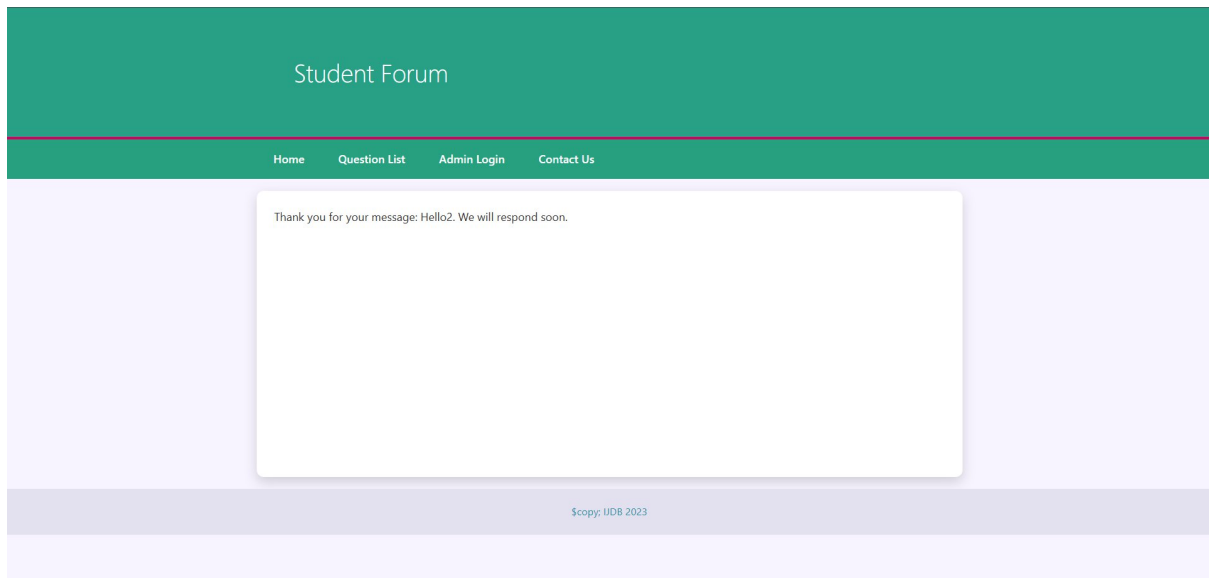 Student Forum
Home Question List Admin Login Contact Us
Thank you for your message: Hello2. We will respond soon.
$copy; IJDB 2023